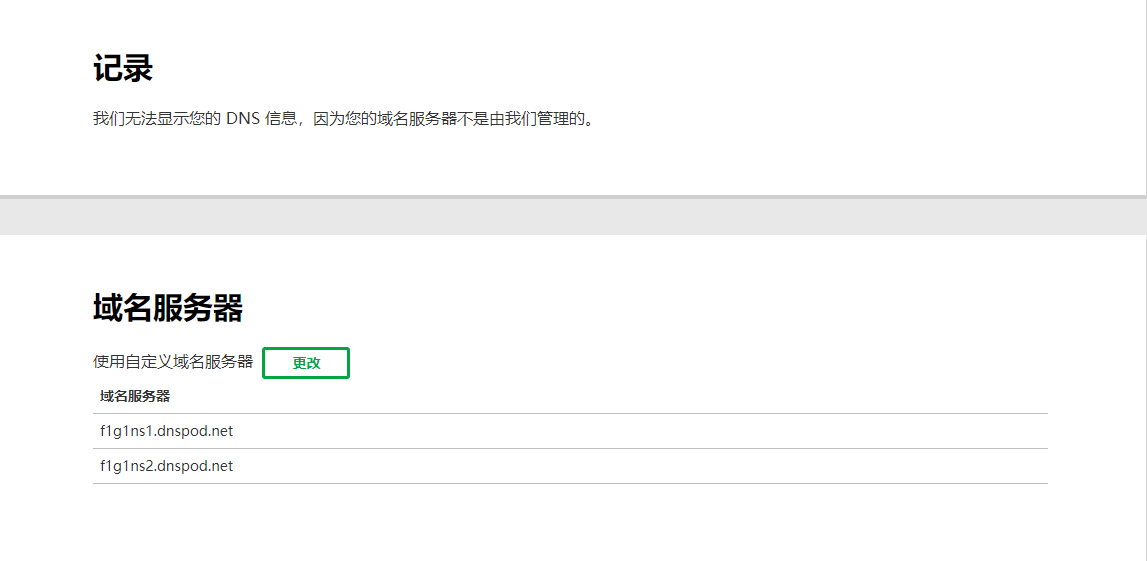 记录
我们无法显示您的 DNS 信息，因为您的域名服务器不是由我们管理的。
域名服务器
使用自定义域名服务器 更改
域名服务器
f1g1ns1.dnspod.net
f1g1ns2.dnspod.net